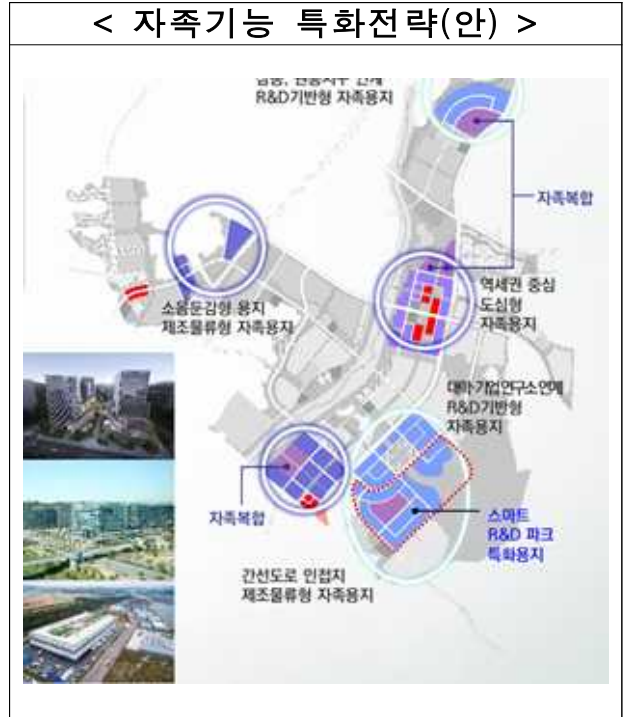 < 자족기능 특화전략(안) >
R&D기반형 자족용지
자족복합
역세권 중심
도심형
자족용지
소음둔감형 용지
제조물류형 자족용지
R&D기반형
자족용지
자족복합
스마트
R&D 파크
특화용지
간선도로 인접지
제조물류형 자족용지